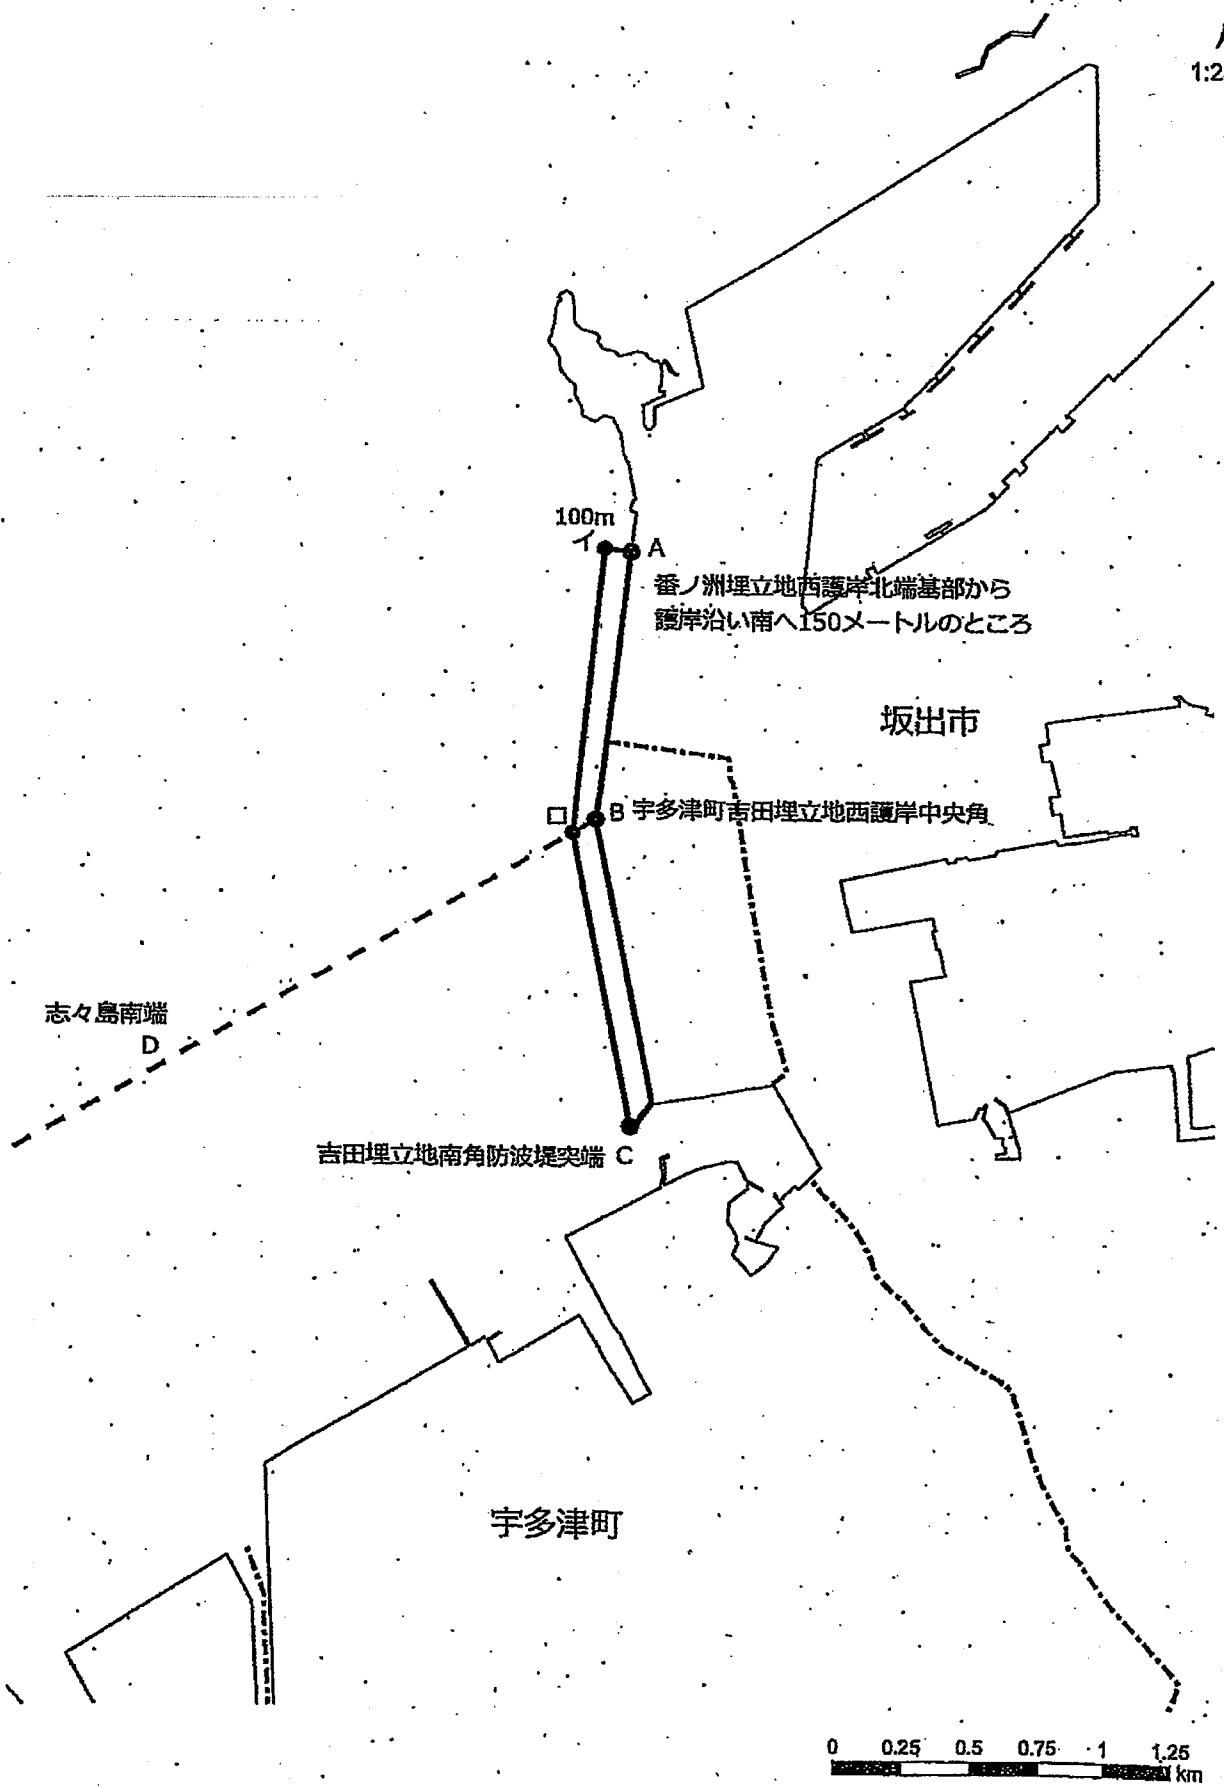 1:2
100m
イ A
番ノ洲埋立地西護岸北端基部から
護岸沿い南へ150メートルのところ
坂出市
ロ B 宇多津町吉田埋立地西護岸中央角
志々島南端
D
吉田埋立地南角防波堤突端 C
宇多津町
0 0.25 0.5 0.75 1 1.25
km